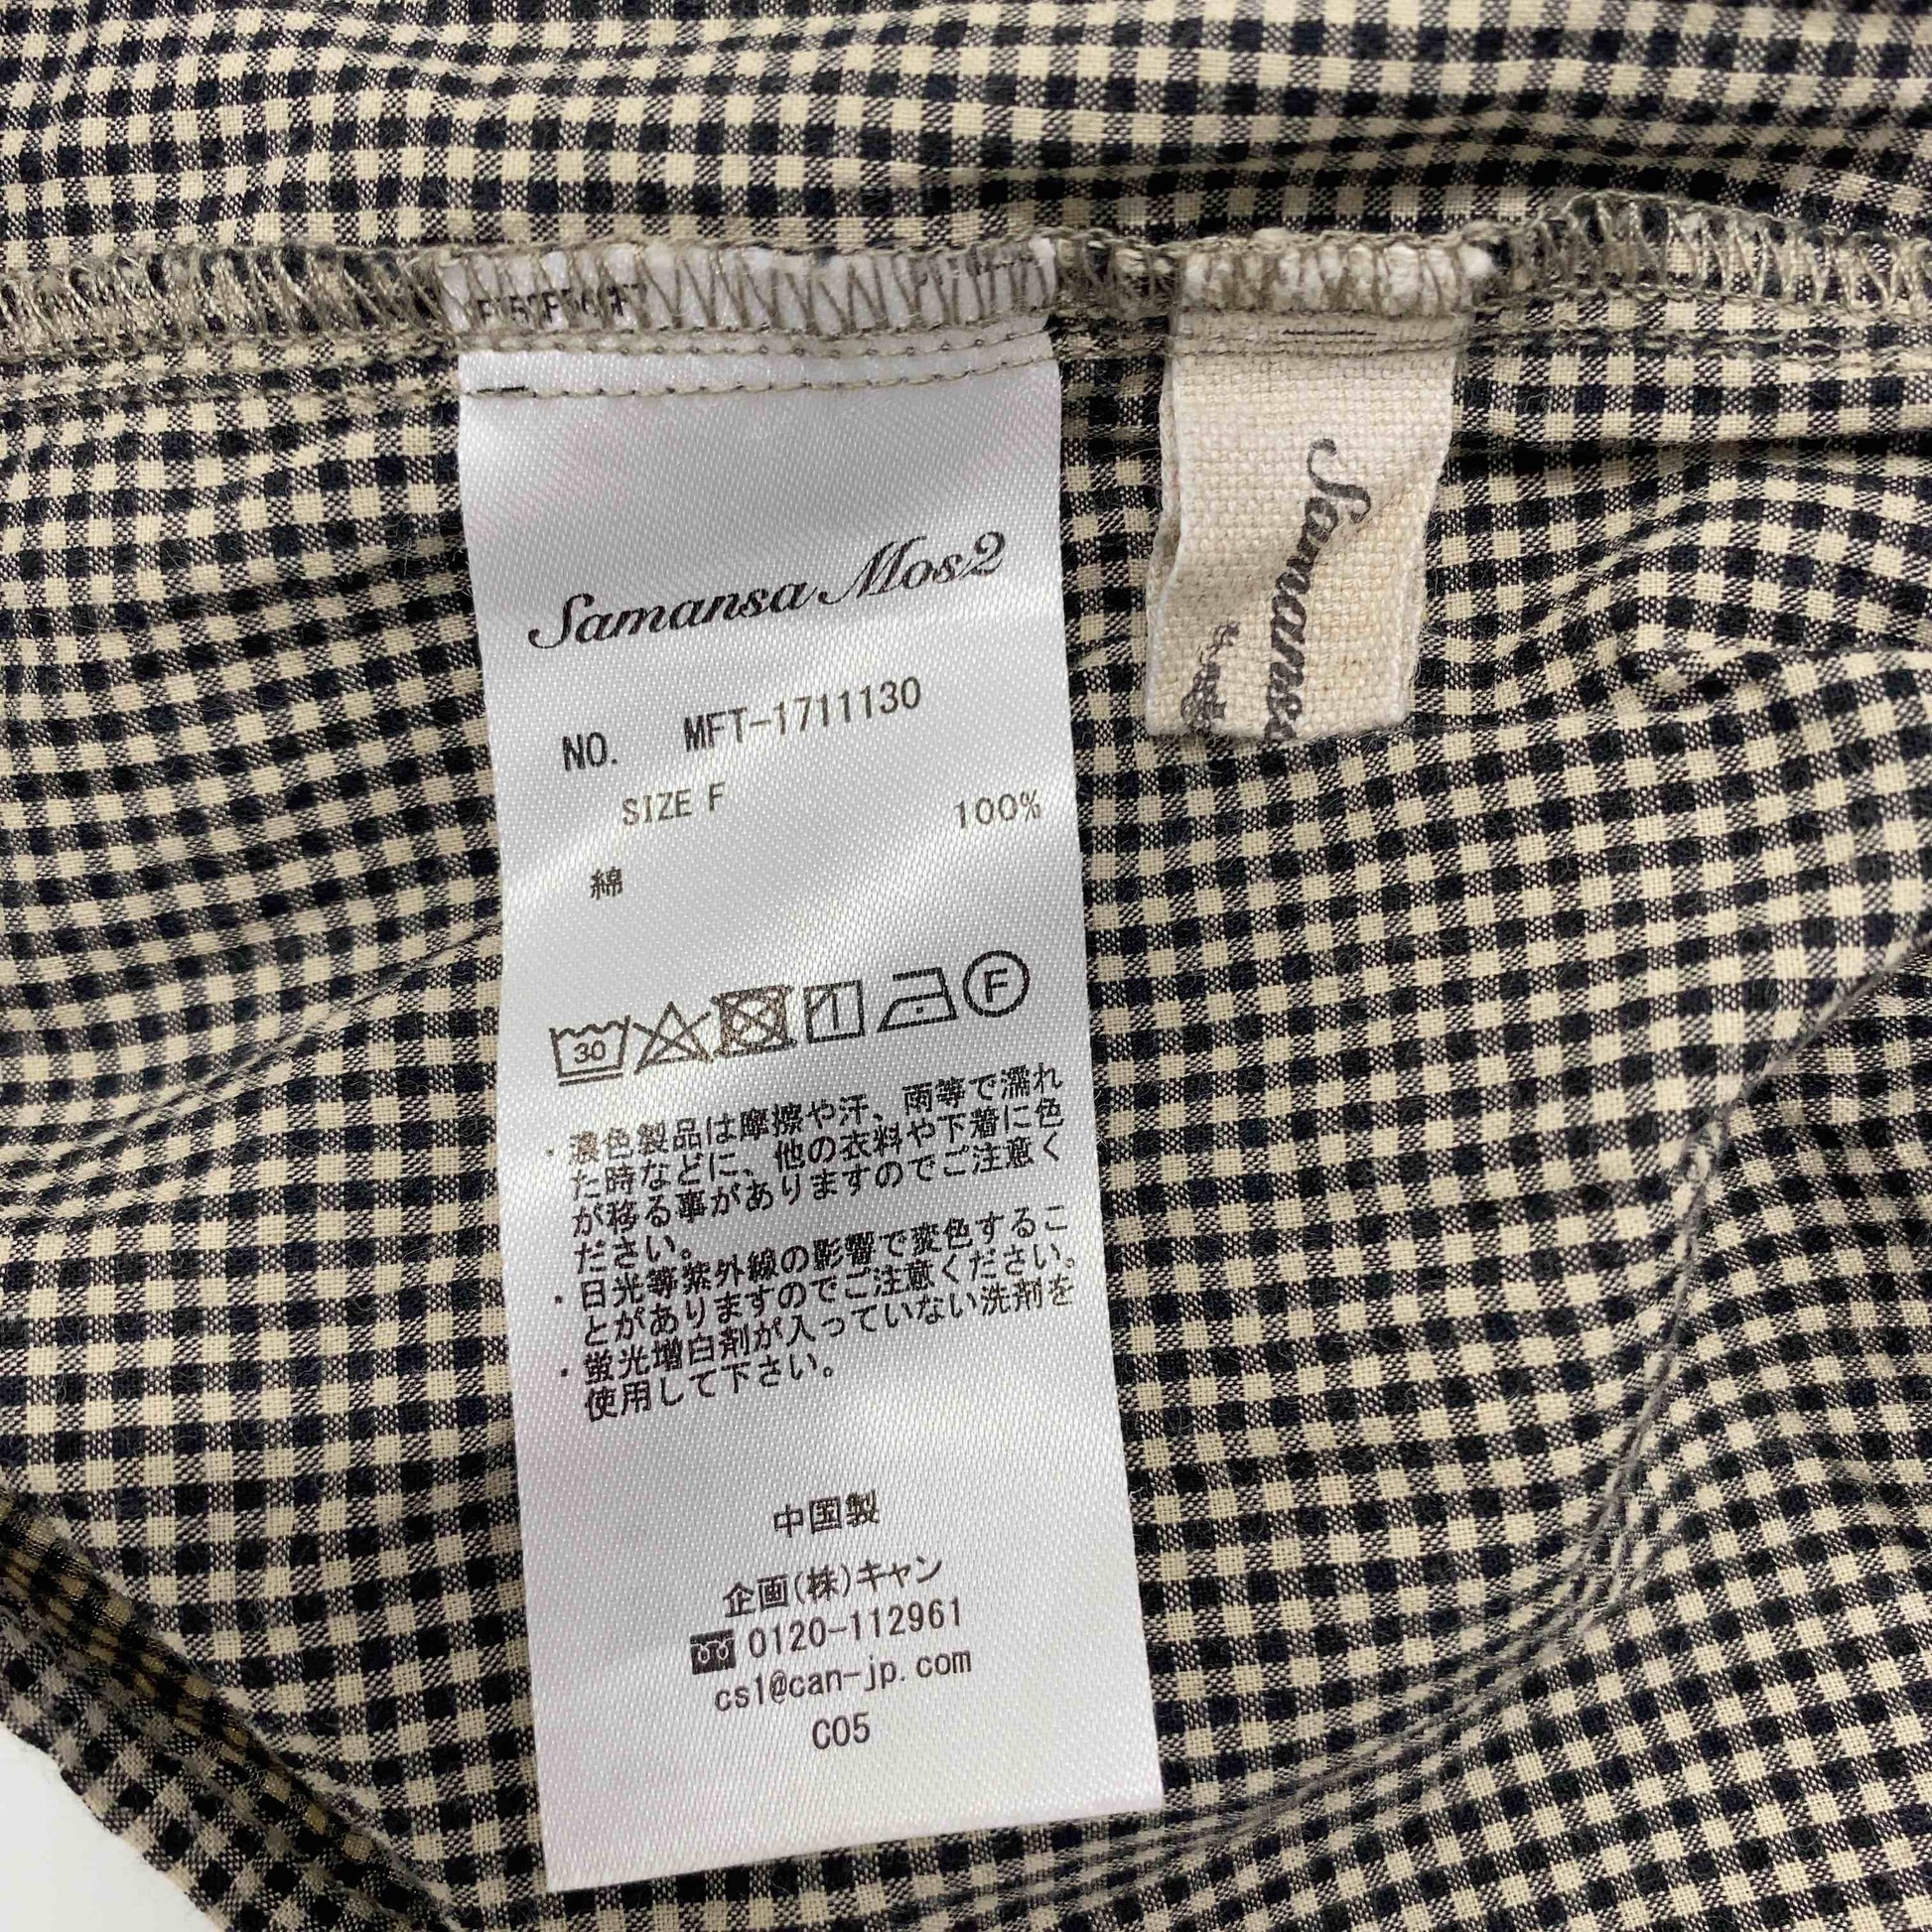 Samansa Mos2
NO. MFT-1711130
SIZE F
100%
綿
30
F
・濃色製品は摩擦や汗、雨等で濡れ
た時などに、他の衣料や下着に色
が移る事がありますのでご注意く
ださい。
・日光等紫外線の影響で変色するこ
とがありますのでご注意ください。
・蛍光増白剤が入っていない洗剤を
使用して下さい。
中国製
企画(株)キャン
0120-112961
cs1@can-jp.com
C05
Samansa